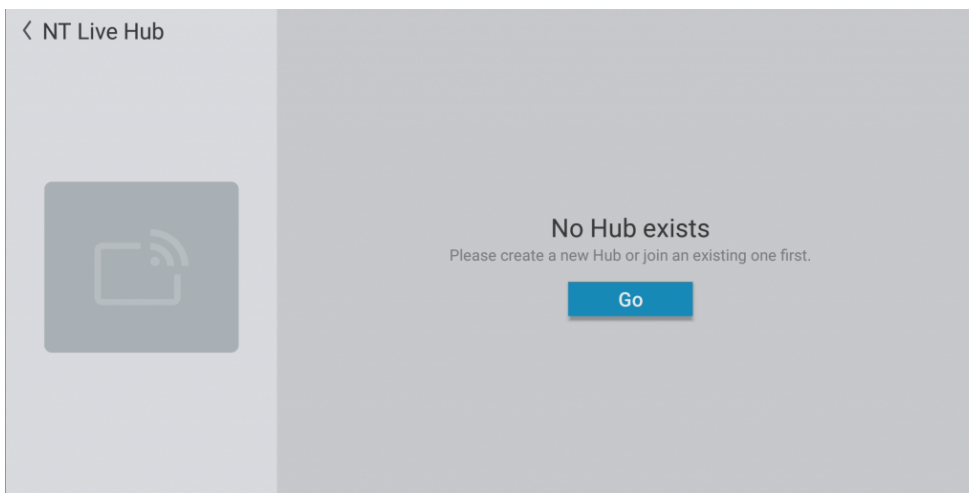 NT Live Hub
No Hub exists
Please create a new Hub or join an existing one first.
Go